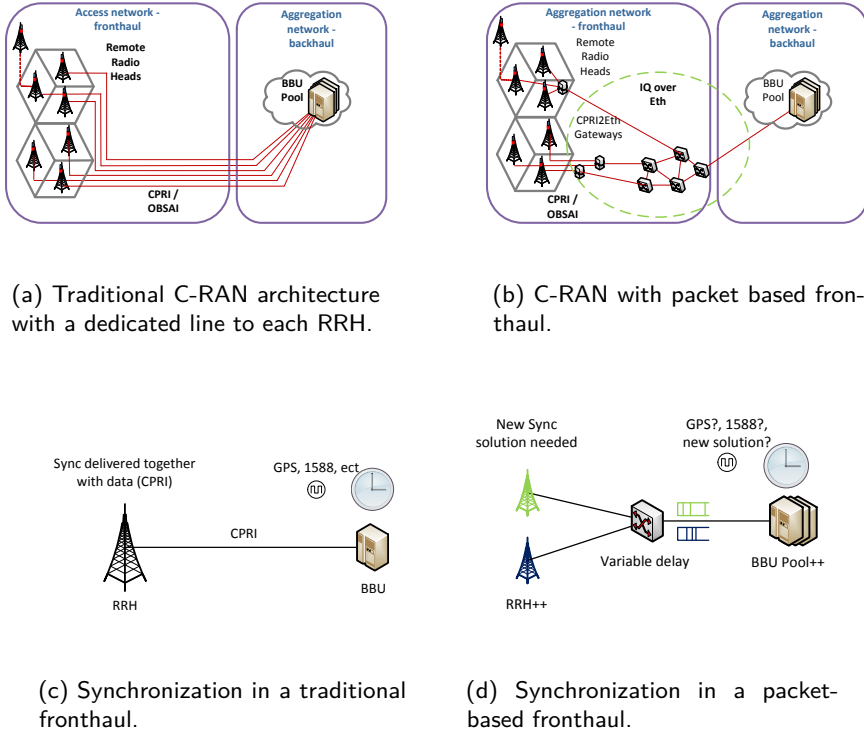 Access network -
fronthaul
Aggregation
network -
backhaul
Remote
Radio
Heads
BBU
Pool
CPRI /
OBSAI
(a) Traditional C-RAN architecture
with a dedicated line to each RRH.
Aggregation network
- fronthaul
Aggregation
network -
backhaul
Remote
Radio
Heads
IQ over
Eth
BBU
Pool
CPRI2Eth
Gateways
CPRI /
OBSAI
(b) C-RAN with packet based fron-
thaul.
Sync delivered together
with data (CPRI)
GPS, 1588, ect.
CPRI
RRH
BBU
(c) Synchronization in a traditional
fronthaul.
New Sync
solution needed
GPS?, 1588?,
new solution?
Variable delay
BBU Pool++
RRH++
(d) Synchronization in a packet-
based fronthaul.